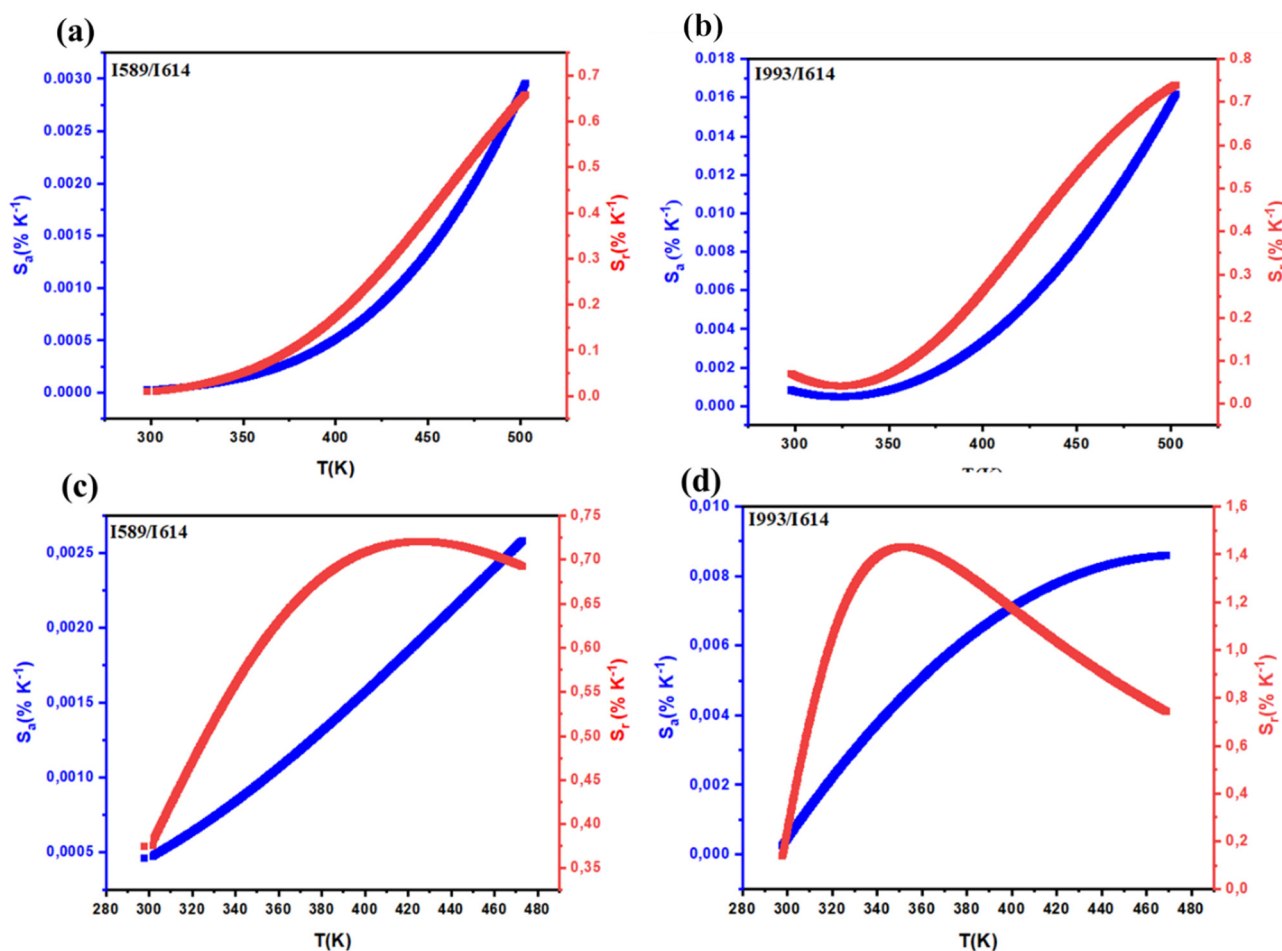 (a)
I589/I614
0.0030
0.0025
0.0020
0.0015
0.0010
0.0005
0.0000
Sa(% K-1)
0.7
0.6
0.5
0.4
0.3
0.2
0.1
0.0
Sr(% K-1)
300 350 400 450 500
T(K)
(b)
I993/I614
0.018
0.016
0.014
0.012
0.010
0.008
0.006
0.004
0.002
0.000
Sa (% K-1)
0.8
0.7
0.6
0.5
0.4
0.3
0.2
0.1
0.0
Sr (% K-1)
300 350 400 450 500
T(K)
(c)
I589/I614
0,0025
0,0020
0,0015
0,0010
0,0005
Sa(% K-1)
0,75
0,70
0,65
0,60
0,55
0,50
0,45
0,40
0,35
Sr (% K-1)
280 300 320 340 360 380 400 420 440 460 480
T(K)
(d)
I993/I614
0,010
0,008
0,006
0,004
0,002
0,000
Sa(% K-1)
1,6
1,4
1,2
1,0
0,8
0,6
0,4
0,2
0,0
Sr(% K-1)
280 300 320 340 360 380 400 420 440 460 480
T(K)